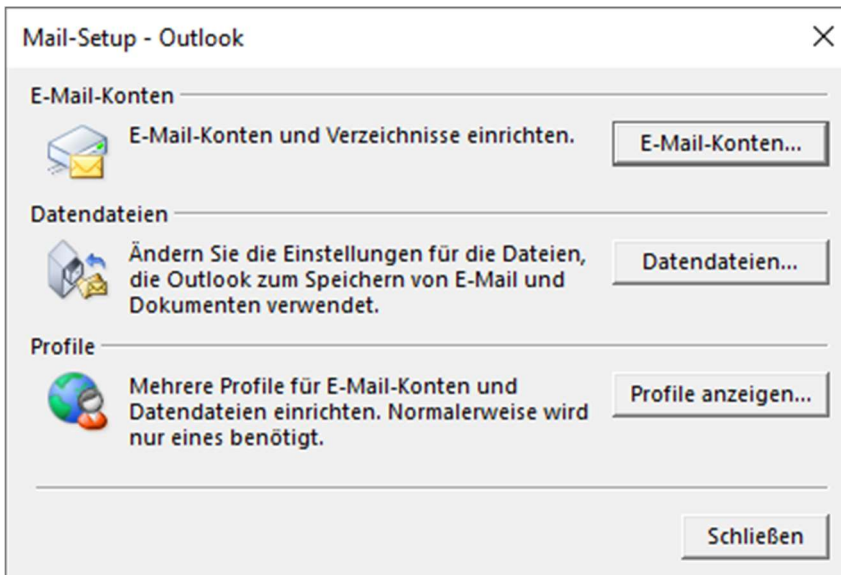 Mail-Setup - Outlook
E-Mail-Konten
E-Mail-Konten und Verzeichnisse einrichten.
E-Mail-Konten...
Datendateien
Ändern Sie die Einstellungen für die Dateien,
die Outlook zum Speichern von E-Mail und
Dokumenten verwendet.
Datendateien...
Profile
Mehrere Profile für E-Mail-Konten und
Datendateien einrichten. Normalerweise wird
nur eines benötigt.
Profile anzeigen...
Schließen